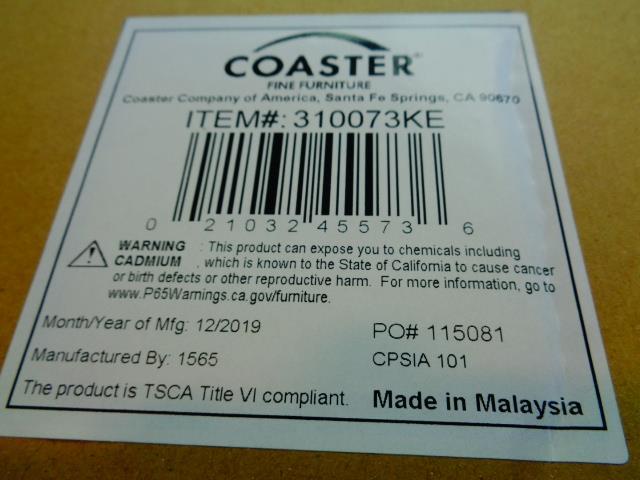 COASTER®
FINE FURNITURE
Coaster Company of America, Santa Fe Springs, CA 90670
ITEM#: 310073KE
0 21032 45573 6
WARNING : This product can expose you to chemicals including
CADMIUM , which is known to the State of California to cause cancer
or birth defects or other reproductive harm. For more information, go to
www.P65Warnings.ca.gov/furniture.
Month/Year of Mfg: 12/2019 PO# 115081
Manufactured By: 1565 CPSIA 101
The product is TSCA Title VI compliant. Made in Malaysia